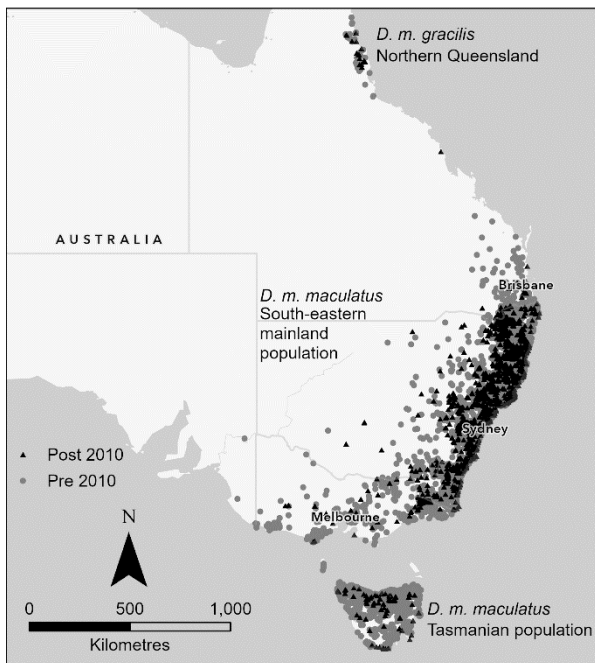 D. m. gracilis
Northern Queensland
AUSTRALIA
Brisbane
D. m. maculatus
South-eastern
mainland
population
Sydney
Post 2010
Pre 2010
Melbourne
N
0 500 1,000
Kilometres
D. m. maculatus
Tasmanian population